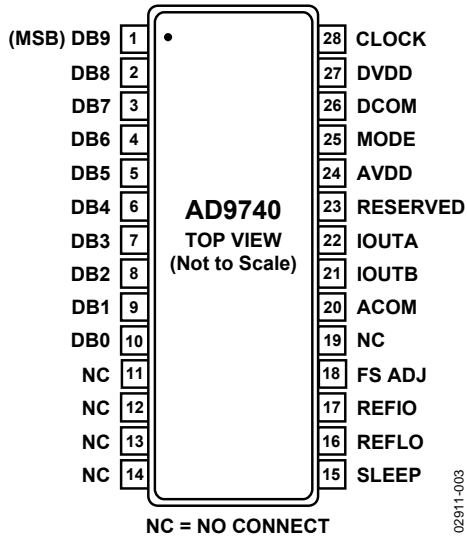 (MSB) DB9 1 28 CLOCK
DB8 2 27 DVDD
DB7 3 26 DCOM
DB6 4 25 MODE
DB5 5 24 AVDD
DB4 6 23 RESERVED
DB3 7 22 IOUTA
DB2 8 21 IOUTB
DB1 9 20 ACOM
DB0 10 19 NC
NC 11 18 FS ADJ
NC 12 17 REFIO
NC 13 16 REFLO
NC 14 15 SLEEP
AD9740
TOP VIEW
(Not to Scale)
NC = NO CONNECT
02911-003